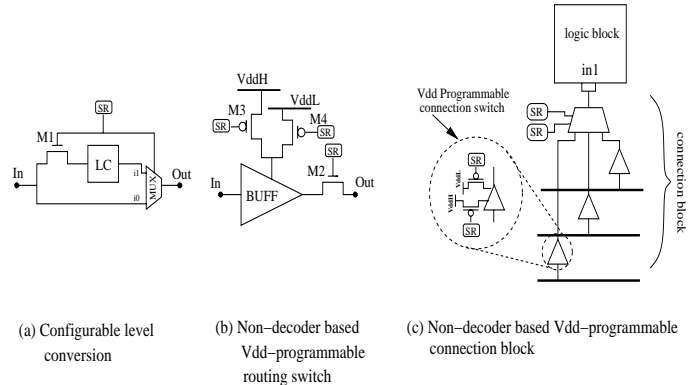 SR
M1
LC
In
i1
i0
MUX
Out
VddH
VddL
M3
M4
SR
SR
SR
M2
In
BUFF
Out
logic block
in1
Vdd Programmable
connection switch
SR
SR
SR
VddL
VddH
SR
connection
block
(a) Configurable level
conversion
(b) Non−decoder based
Vdd−programmable
routing switch
(c) Non−decoder based Vdd−programmable
connection block